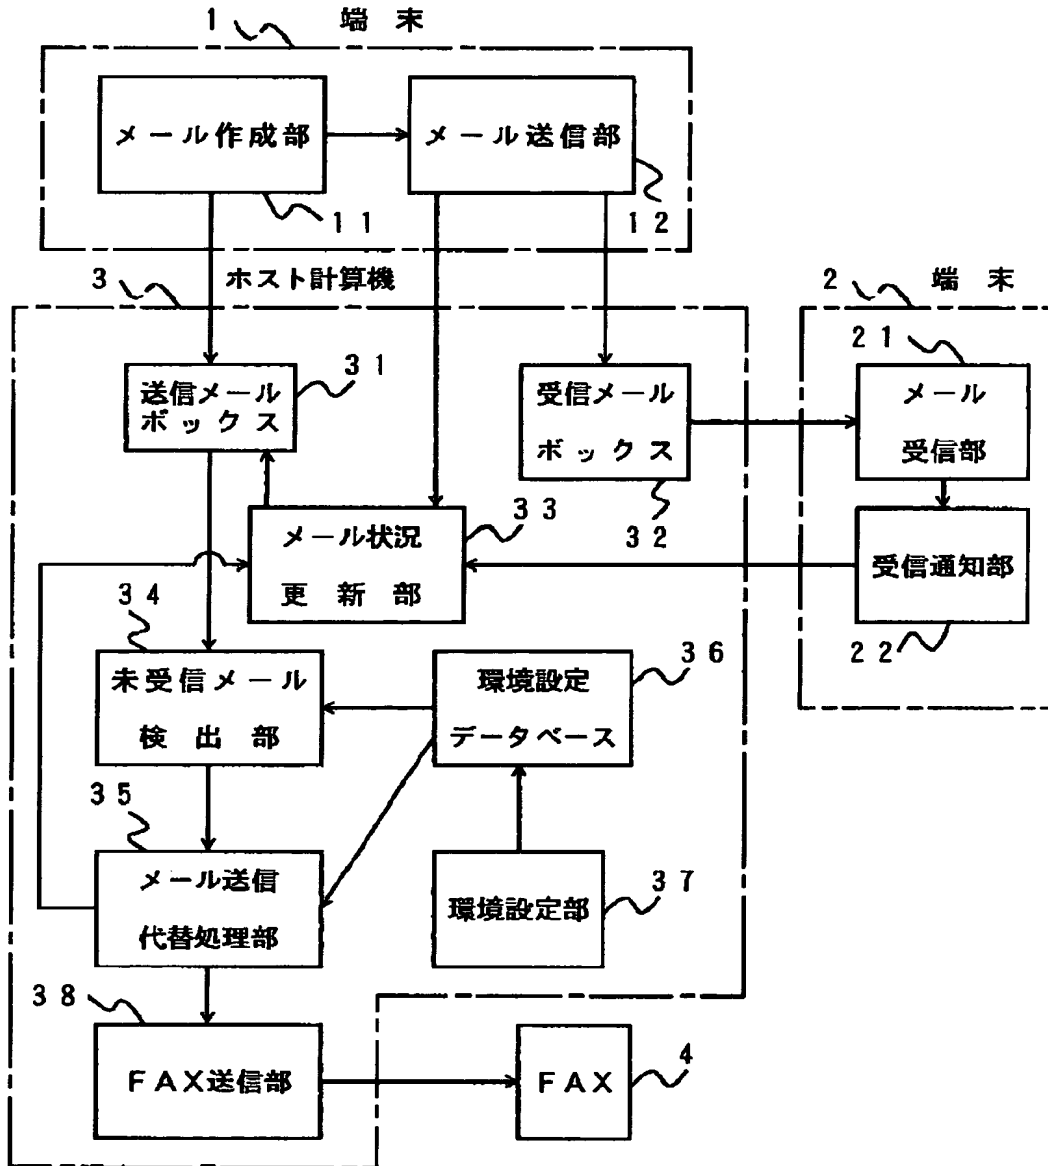 1 端末
メール作成部
メール送信部
11
12
3 ホスト計算機
2 端末
31
送信メール
ボックス
受信メール
ボックス
32
21
メール
受信部
33
メール状況
更新部
受信通知部
22
34
未受信メール
検出部
36
環境設定
データベース
35
メール送信
代替処理部
環境設定部
37
38
FAX送信部
FAX
4